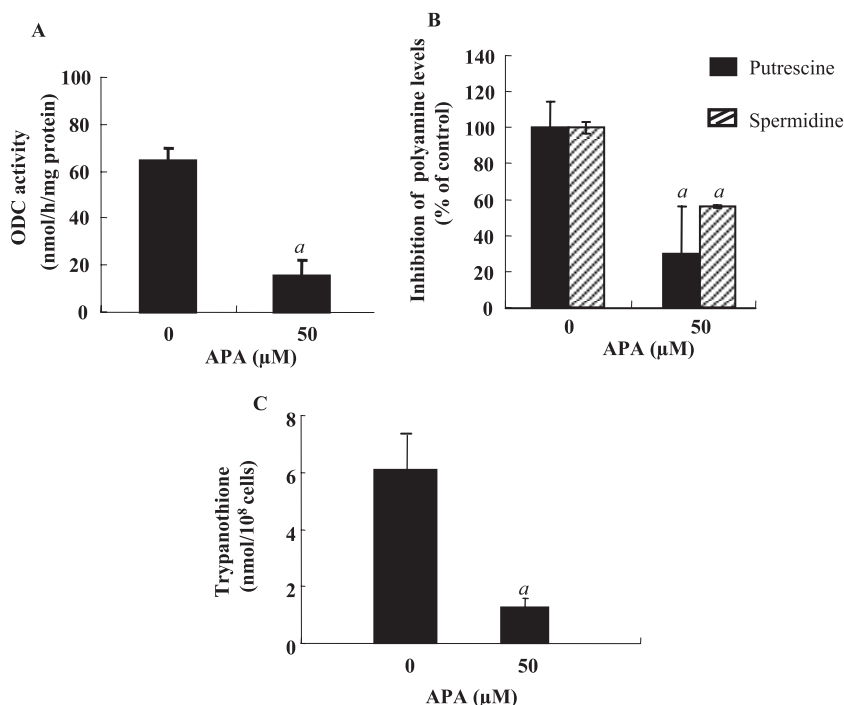 A
ODC activity
(nmol/h/mg protein)
100
80
60
40
20
0
a
0 50
APA (µM)
B
Inhibition of polyamine levels
(% of control)
140
120
100
80
60
40
20
0
a a
0 50
APA (µM)
Putrescine
Spermidine
C
Trypanothione
(nmol/10⁸ cells)
8
6
4
2
0
a
0 50
APA (µM)